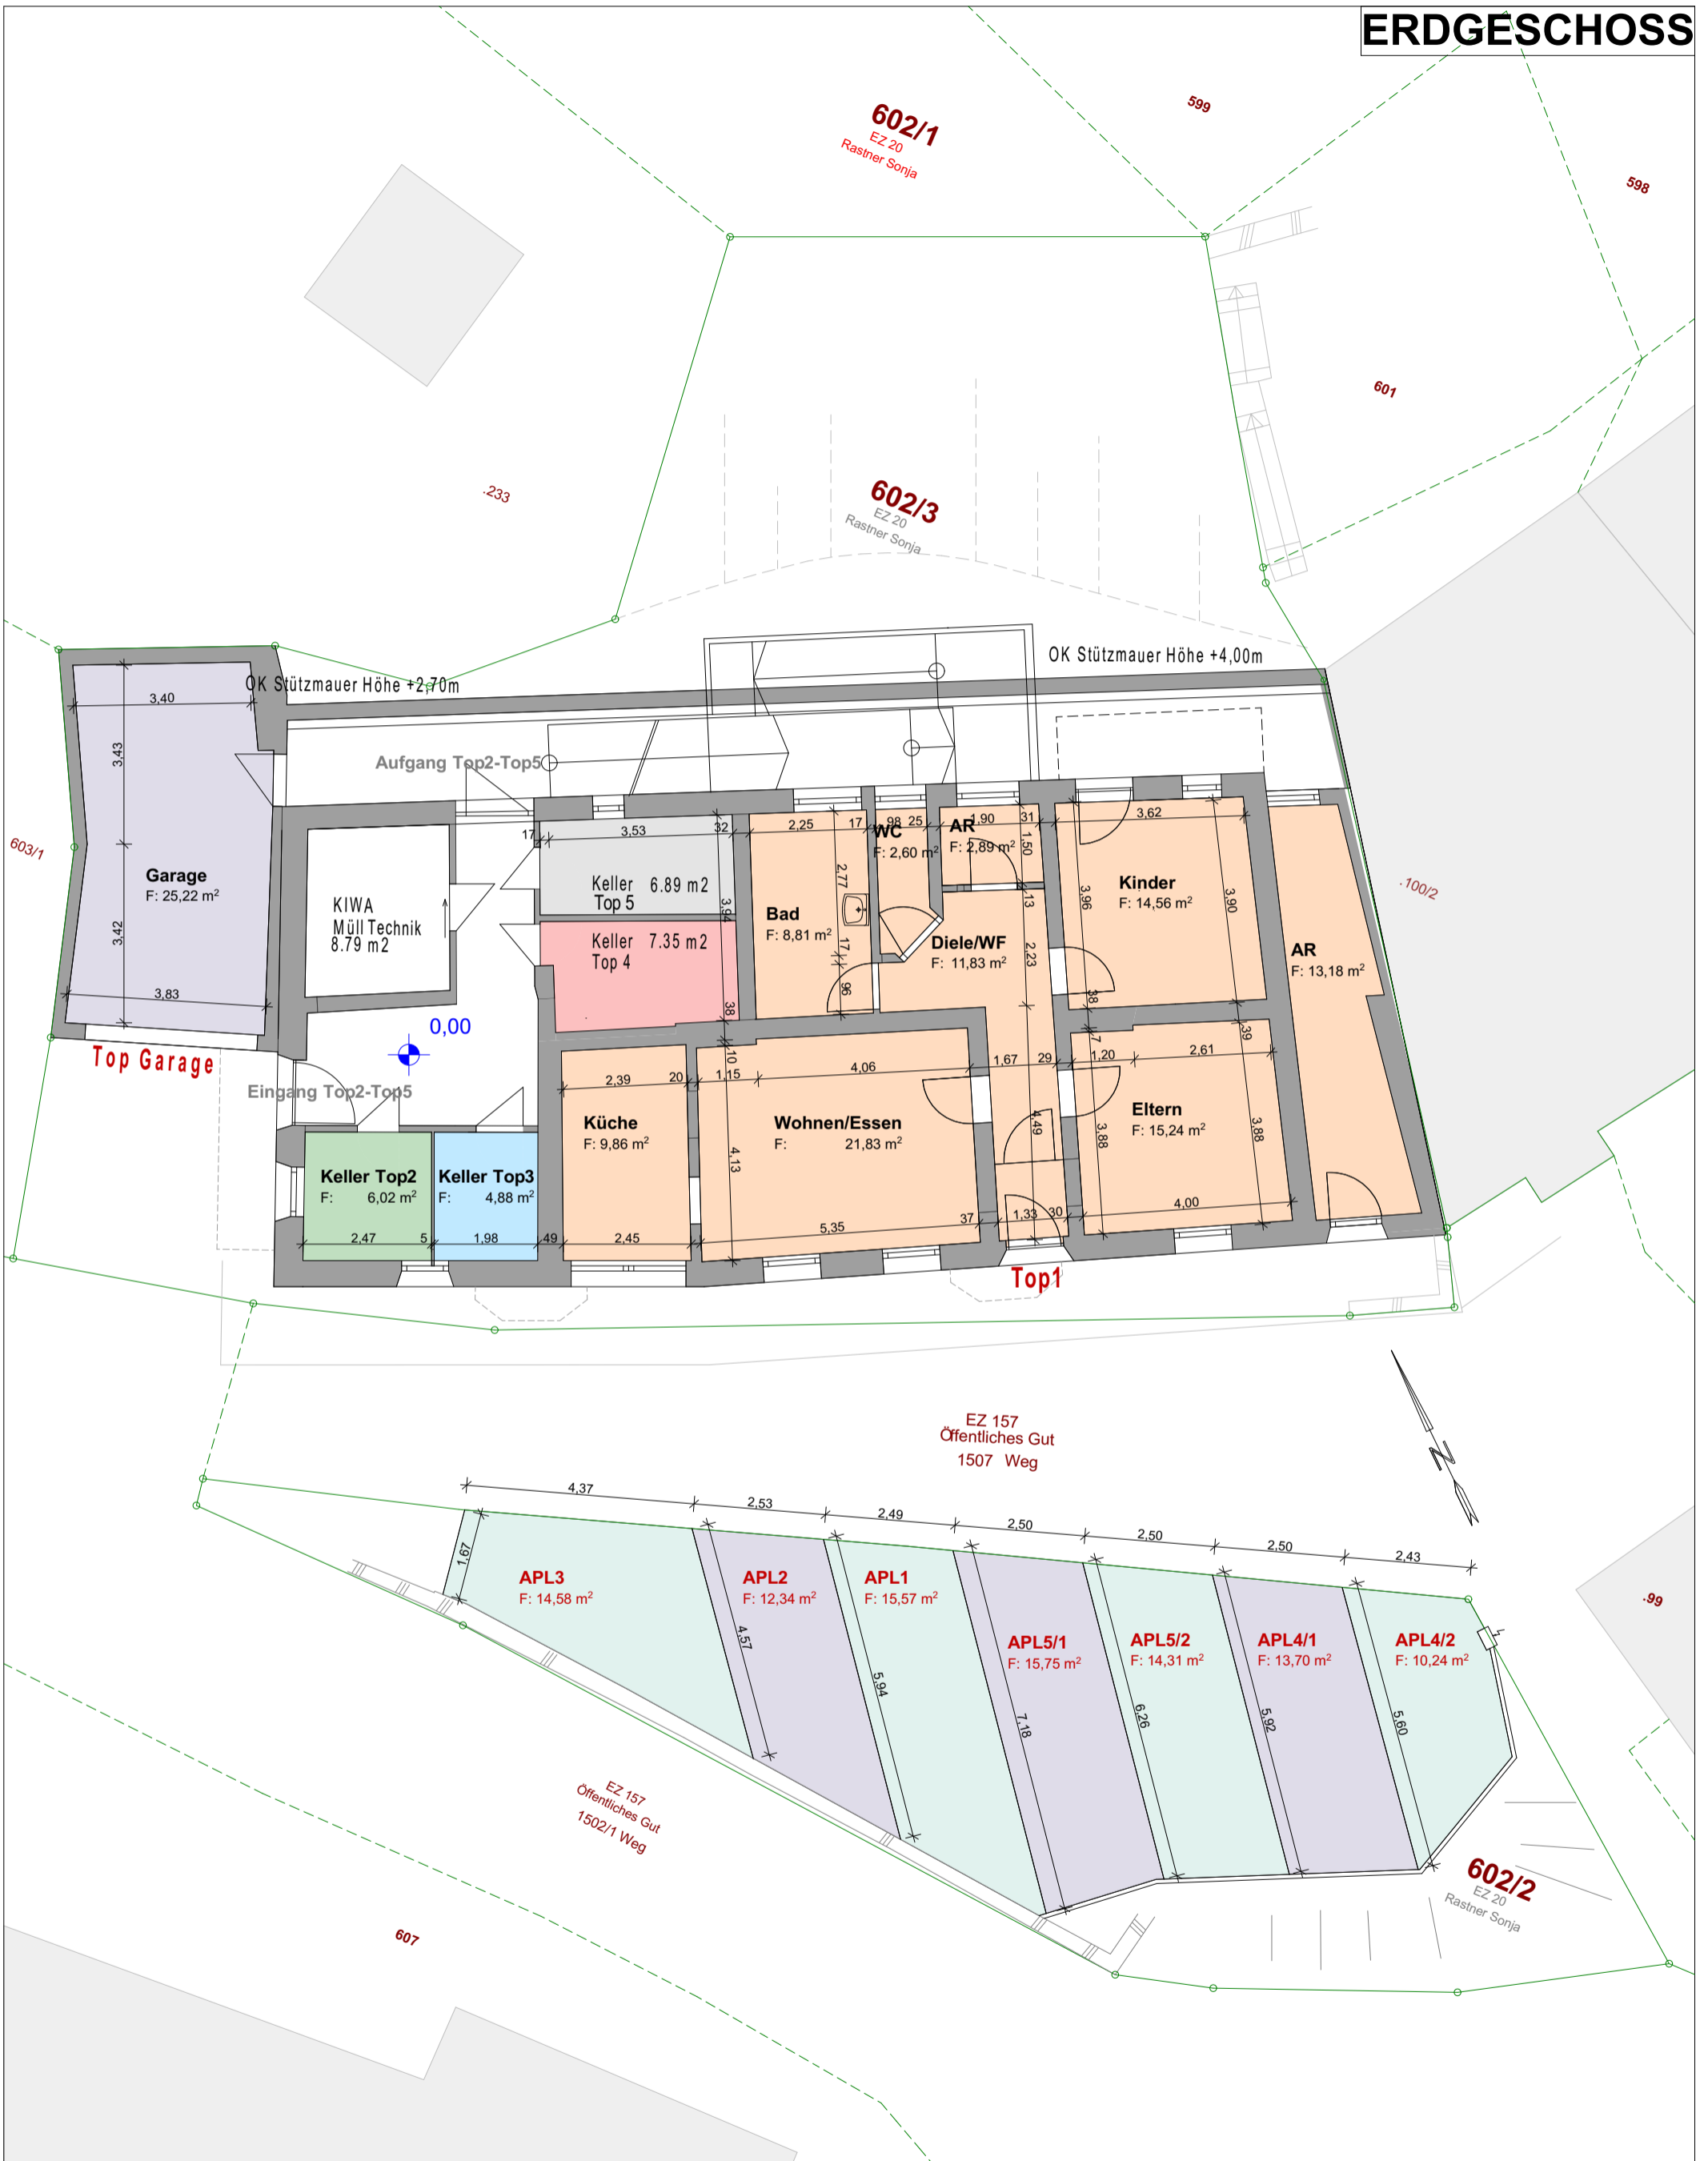 ERDGESCHOSS
602/1
EZ 20
Rastner Sonja
599
598
601
.233
602/3
EZ 20
Rastner Sonja
603/1
.100/2
OK Stützmauer Höhe +2,70m
OK Stützmauer Höhe +4,00m
Aufgang Top2-Top5
3,40
3,43
3,42
3,83
Garage
F: 25,22 m²
Top Garage
KIWA
Müll Technik
8.79 m2
0,00
Eingang Top2-Top5
17
3,53
32
Keller 6.89 m2
Top 5
3,94
Keller 7.35 m2
Top 4
38
2,25
17
98
25
1,90
31
3,62
2,77
17
96
Bad
F: 8,81 m²
WC
F: 2,60 m²
AR
F: 2,89 m²
1,50
13
2,23
Diele/WF
F: 11,83 m²
3,96
3,90
Kinder
F: 14,56 m²
38
AR
F: 13,18 m²
10
2,39
20
1,15
4,06
1,67
29
17
1,20
2,61
39
Küche
F: 9,86 m²
Wohnen/Essen
F: 21,83 m²
4,13
4,49
3,88
Eltern
F: 15,24 m²
3,88
Keller Top2
F: 6,02 m²
Keller Top3
F: 4,88 m²
2,47
5
1,98
49
2,45
5,35
37
1,33
30
4,00
Top1
EZ 157
Öffentliches Gut
1507 Weg
N
4,37
2,53
2,49
2,50
2,50
2,50
2,43
1,67
APL3
F: 14,58 m²
APL2
F: 12,34 m²
APL1
F: 15,57 m²
APL5/1
F: 15,75 m²
APL5/2
F: 14,31 m²
APL4/1
F: 13,70 m²
APL4/2
F: 10,24 m²
4,57
5,94
7,18
6,26
5,92
5,60
.99
EZ 157
Öffentliches Gut
1502/1 Weg
602/2
EZ 20
Rastner Sonja
607